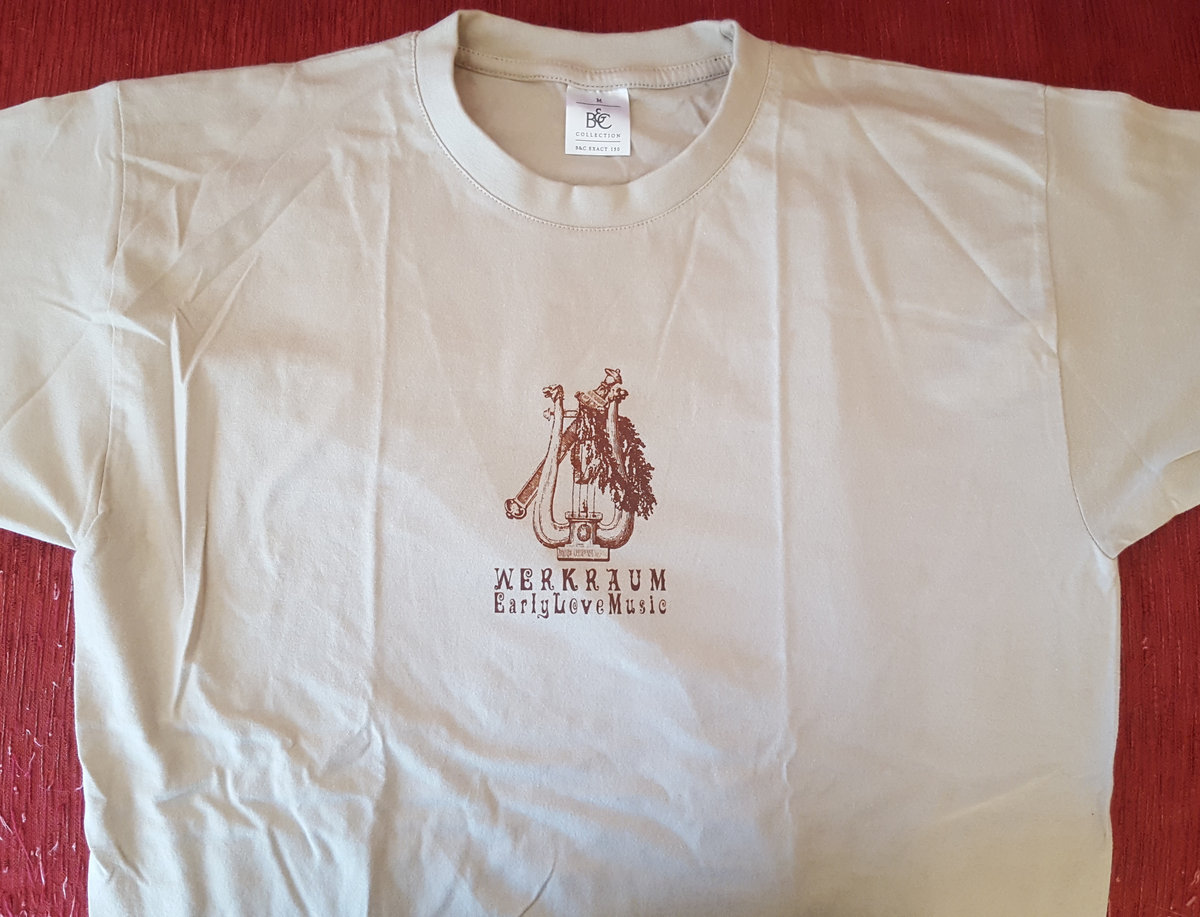 M
B&C
COLLECTION
B&C EXACT 150
WERKRAUM
EarlyLoveMusic